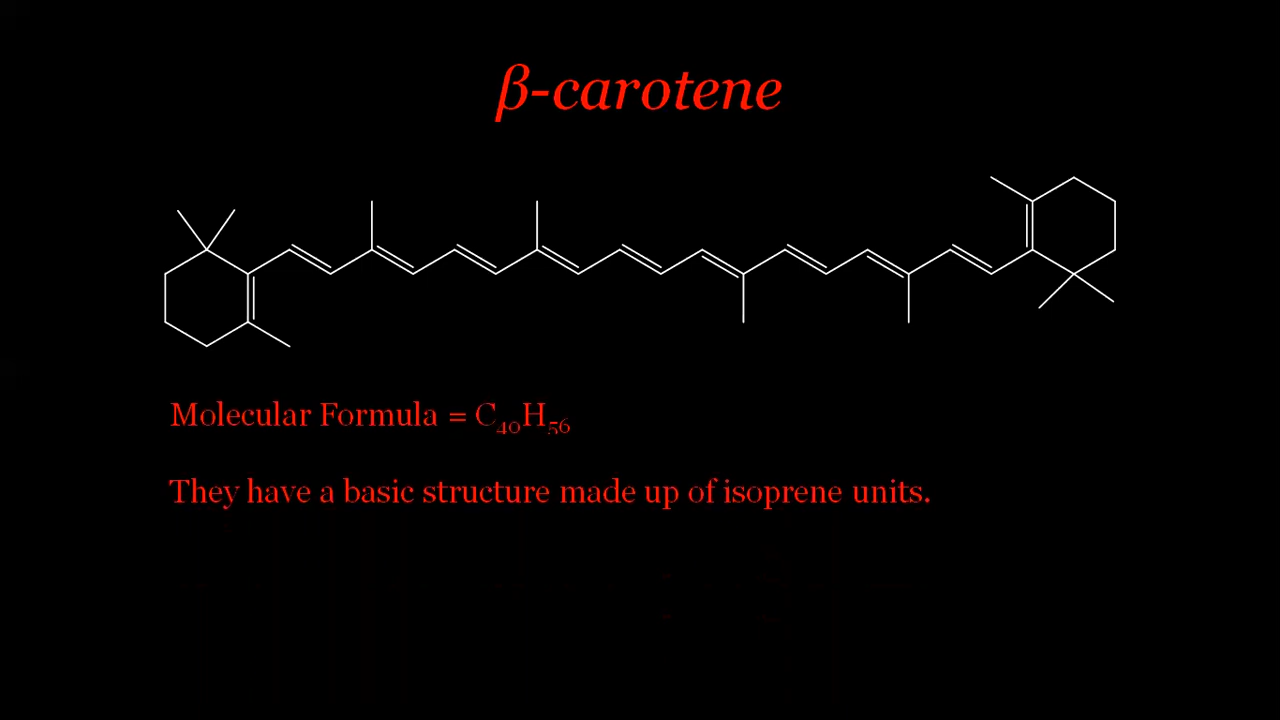 β-carotene
Molecular Formula = C₄₀H₅₆
They have a basic structure made up of isoprene units.